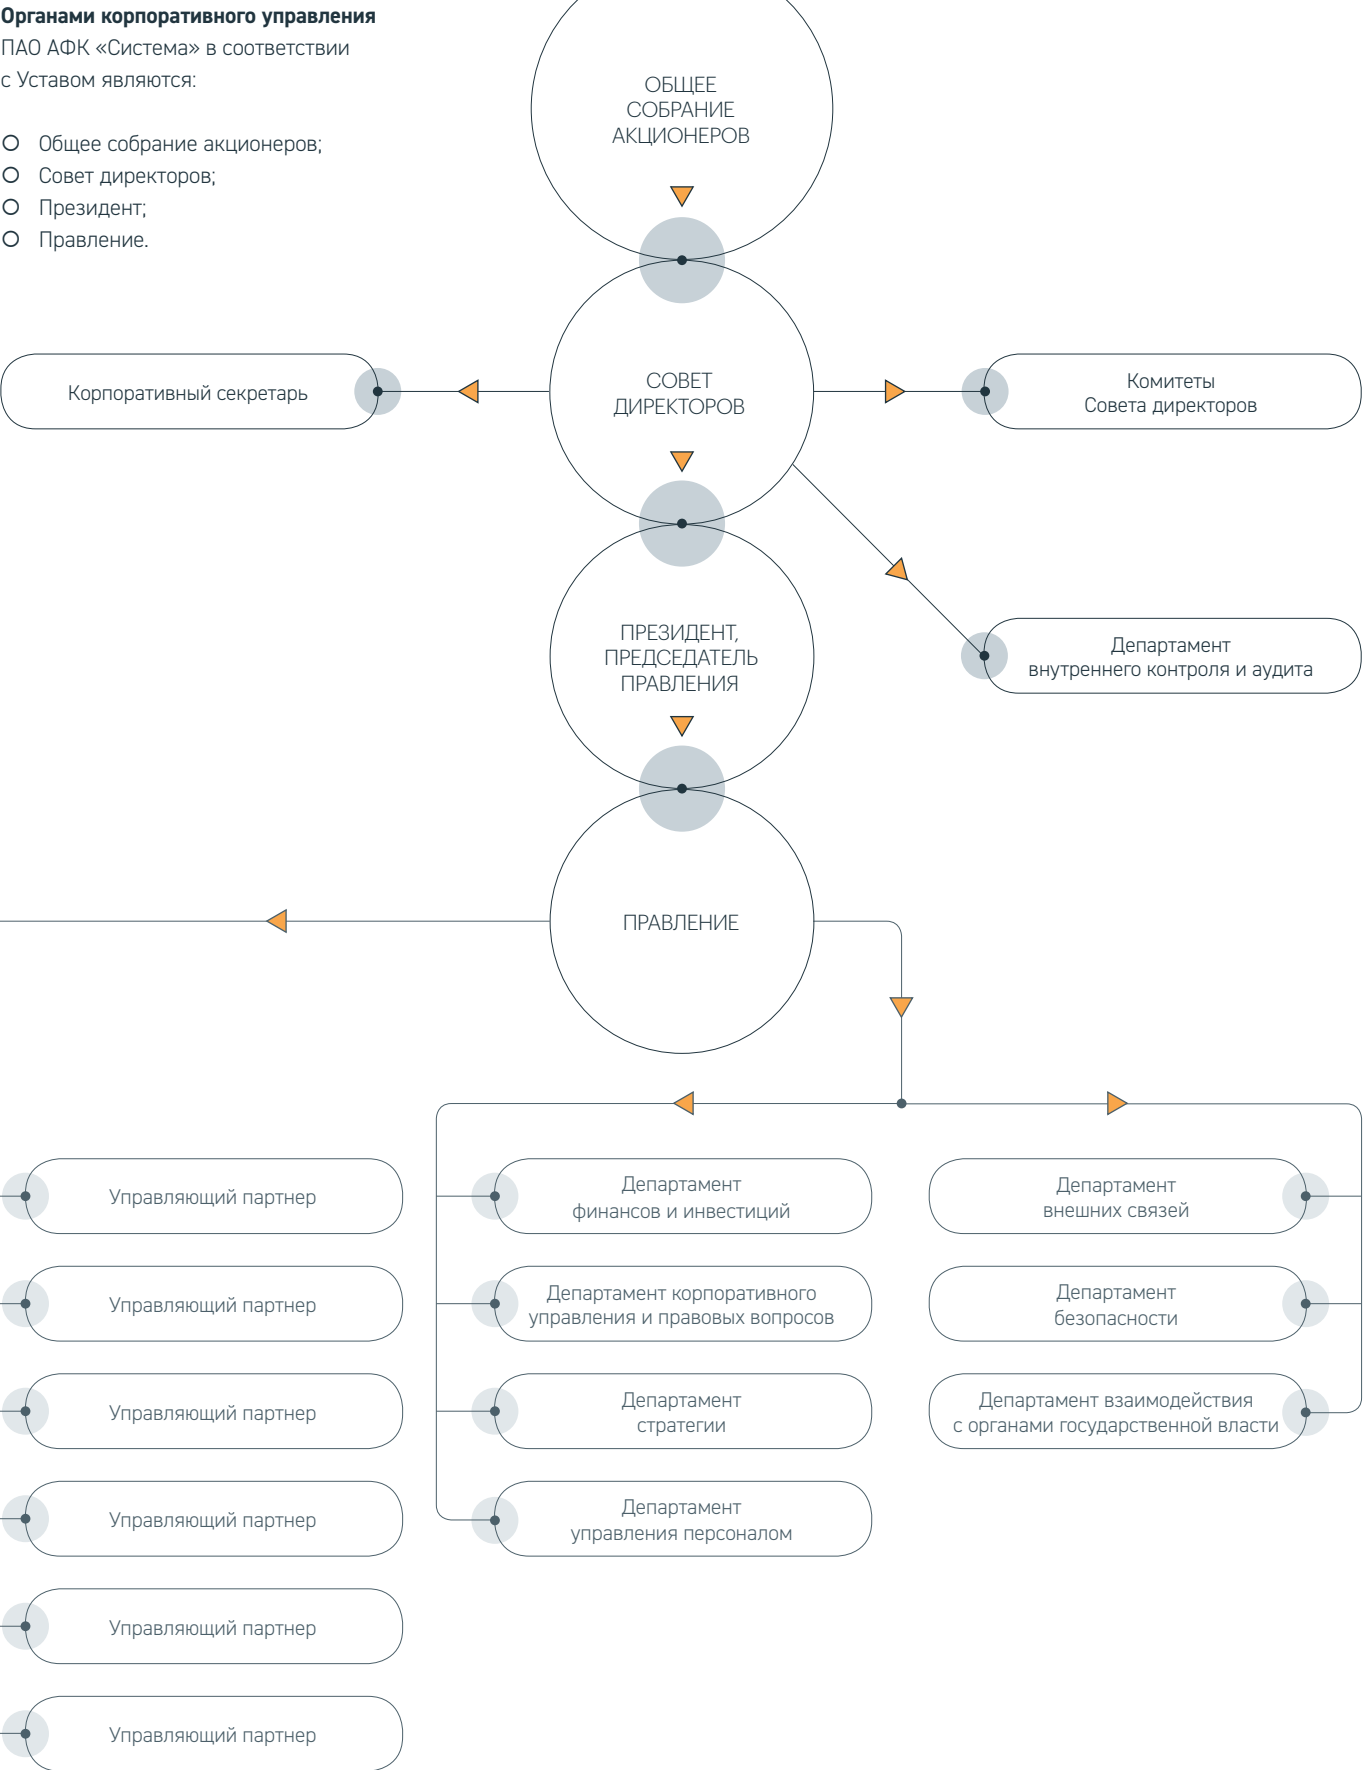 Органами корпоративного управления
ПАО АФК «Система» в соответствии
с Уставом являются:
Общее собрание акционеров;
Совет директоров;
Президент;
Правление.
ОБЩЕЕ
СОБРАНИЕ
АКЦИОНЕРОВ
Корпоративный секретарь
СОВЕТ
ДИРЕКТОРОВ
Комитеты
Совета директоров
ПРЕЗИДЕНТ,
ПРЕДСЕДАТЕЛЬ
ПРАВЛЕНИЯ
Департамент
внутреннего контроля и аудита
ПРАВЛЕНИЕ
Управляющий партнер
Управляющий партнер
Управляющий партнер
Управляющий партнер
Управляющий партнер
Управляющий партнер
Департамент
финансов и инвестиций
Департамент корпоративного
управления и правовых вопросов
Департамент
стратегии
Департамент
управления персоналом
Департамент
внешних связей
Департамент
безопасности
Департамент взаимодействия
с органами государственной власти